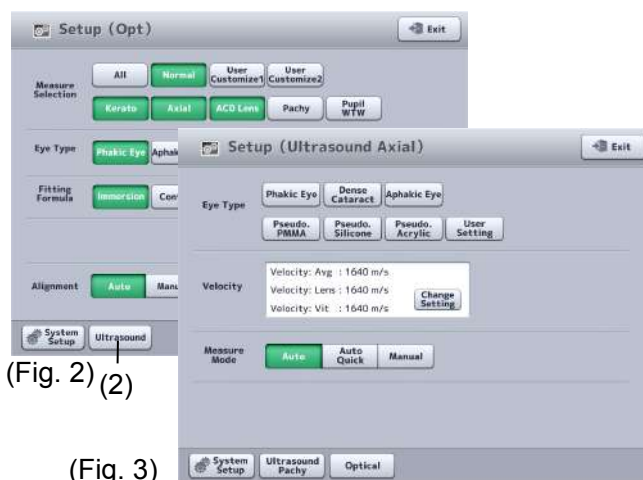 Setup (Opt)
Exit
Measure
Selection
All
Normal
User
Customize1
User
Customize2
Kerato
Axial
ACD Lens
Pachy
Pupil
WTW
Eye Type
Phakic Eye
Aphak
Fitting
Formula
Immersion
Con
Alignment
Auto
Manu
System
Setup
Ultrasound
(Fig. 2)
(2)
Setup (Ultrasound Axial)
Exit
Eye Type
Phakic Eye
Dense
Cataract
Aphakic Eye
Pseudo.
PMMA
Pseudo.
Silicone
Pseudo.
Acrylic
User
Setting
Velocity
Velocity: Avg : 1640 m/s
Velocity: Lens : 1640 m/s
Velocity: Vit : 1640 m/s
Change
Setting
Measure
Mode
Auto
Auto
Quick
Manual
System
Setup
Ultrasound
Pachy
Optical
(Fig. 3)